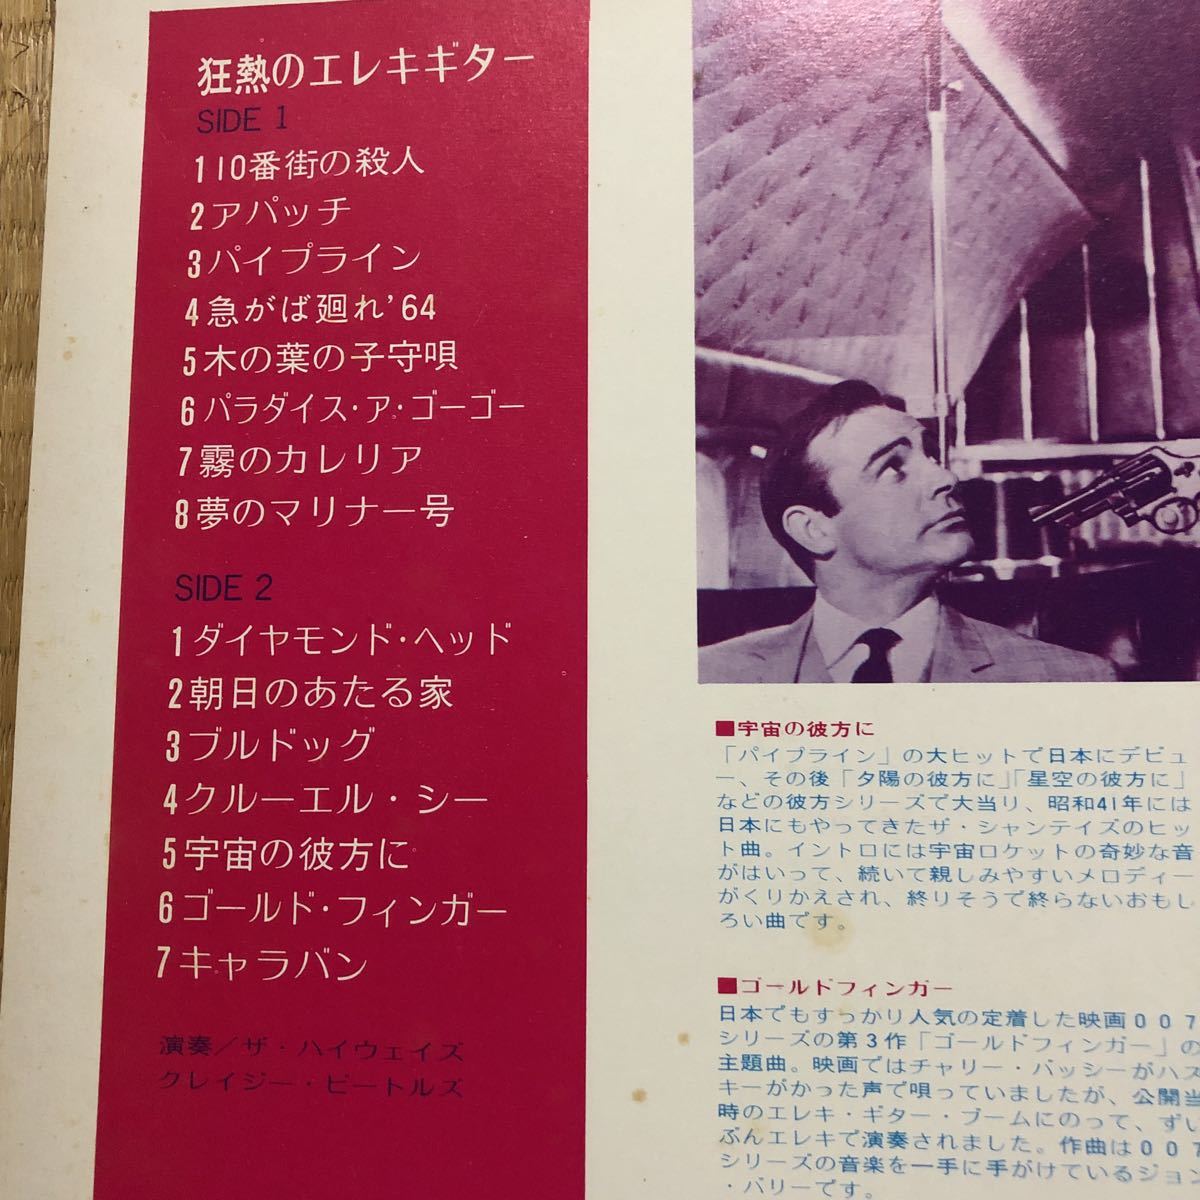 狂熱のエレキギター
SIDE 1
1 10番街の殺人
2 アパッチ
3 パイプライン
4 急がば廻れ'64
5 木の葉の子守唄
6 パラダイス・ア・ゴーゴー
7 霧のカレリア
8 夢のマリナー号
SIDE 2
1 ダイヤモンド・ヘッド
2 朝日のあたる家
3 ブルドッグ
4 クルーエル・シー
5 宇宙の彼方に
6 ゴールド・フィンガー
7 キャラバン
演奏/ザ・ハイウェイズ
クレイジー・ビートルズ
■宇宙の彼方に
「パイプライン」の大ヒットで日本にデビュ
ー、その後「夕陽の彼方に」「星空の彼方に」
などの彼方シリーズで大当り、昭和41年には
日本にもやってきたザ・シャンテイズのヒッ
ト曲。イントロには宇宙ロケットの奇妙な音
がはいって、続いて親しみやすいメロディー
がくりかえされ、終りそうで終らないおもし
ろい曲です。
■ゴールドフィンガー
日本でもすっかり人気の定着した映画007
シリーズの第3作「ゴールドフィンガー」の
主題曲。映画ではチャリー・バッシーがハス
キーがかった声で唄っていましたが、公開当
時のエレキ・ギター・ブームにのって、ずい
ぶんエレキで演奏されました。作曲は007
シリーズの音楽を一手に手がけているジョン
・バリーです。